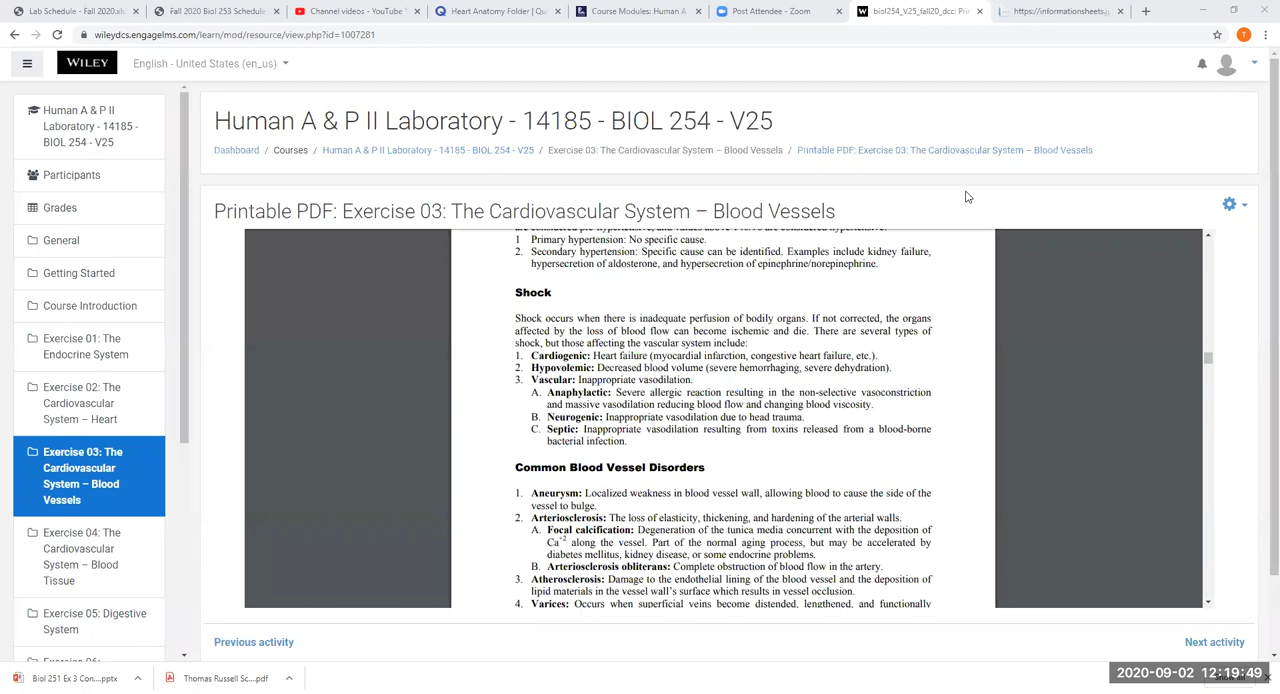 Lab Schedule - Fall 2020.xls
Fall 2020 Biol 253 Schedule
Channel videos - YouTube
Heart Anatomy Folder | Qu
Course Modules: Human A
Post Attendee - Zoom
biol254_V25_fall20_dcc: Pri
https://informationsheets.
wileydcs.engagelms.com/learn/mod/resource/view.php?id=1007281
T
WILEY
English - United States (en_us)
Human A & P II
Laboratory - 14185 -
BIOL 254 - V25
Participants
Grades
General
Getting Started
Course Introduction
Exercise 01: The
Endocrine System
Exercise 02: The
Cardiovascular
System – Heart
Exercise 03: The
Cardiovascular
System – Blood
Vessels
Exercise 04: The
Cardiovascular
System – Blood
Tissue
Exercise 05: Digestive
System
Human A & P II Laboratory - 14185 - BIOL 254 - V25
Dashboard / Courses / Human A & P II Laboratory - 14185 - BIOL 254 - V25 / Exercise 03: The Cardiovascular System – Blood Vessels / Printable PDF: Exercise 03: The Cardiovascular System – Blood Vessels
Printable PDF: Exercise 03: The Cardiovascular System – Blood Vessels
1 Primary hypertension: No specific cause.
2. Secondary hypertension: Specific cause can be identified. Examples include kidney failure,
hypersecretion of aldosterone, and hypersecretion of epinephrine/norepinephrine.
Shock
Shock occurs when there is inadequate perfusion of bodily organs. If not corrected, the organs
affected by the loss of blood flow can become ischemic and die. There are several types of
shock, but those affecting the vascular system include:
1. Cardiogenic: Heart failure (myocardial infarction, congestive heart failure, etc.).
2. Hypovolemic: Decreased blood volume (severe hemorrhaging, severe dehydration).
3. Vascular: Inappropriate vasodilation.
A. Anaphylactic: Severe allergic reaction resulting in the non-selective vasoconstriction
and massive vasodilation reducing blood flow and changing blood viscosity.
B. Neurogenic: Inappropriate vasodilation due to head trauma.
C. Septic: Inappropriate vasodilation resulting from toxins released from a blood-borne
bacterial infection.
Common Blood Vessel Disorders
1. Aneurysm: Localized weakness in blood vessel wall, allowing blood to cause the side of the
vessel to bulge.
2. Arteriosclerosis: The loss of elasticity, thickening, and hardening of the arterial walls.
A. Focal calcification: Degeneration of the tunica media concurrent with the deposition of
Ca+2 along the vessel. Part of the normal aging process, but may be accelerated by
diabetes mellitus, kidney disease, or some endocrine problems.
B. Arteriosclerosis obliterans: Complete obstruction of blood flow in the artery.
3. Atherosclerosis: Damage to the endothelial lining of the blood vessel and the deposition of
lipid materials in the vessel wall's surface which results in vessel occlusion.
4. Varices: Occurs when superficial veins become distended, lengthened, and functionally
Previous activity
Next activity
Biol 251 Ex 3 Con....pptx
Thomas Russell Sc...pdf
2020-09-02 12:19:49